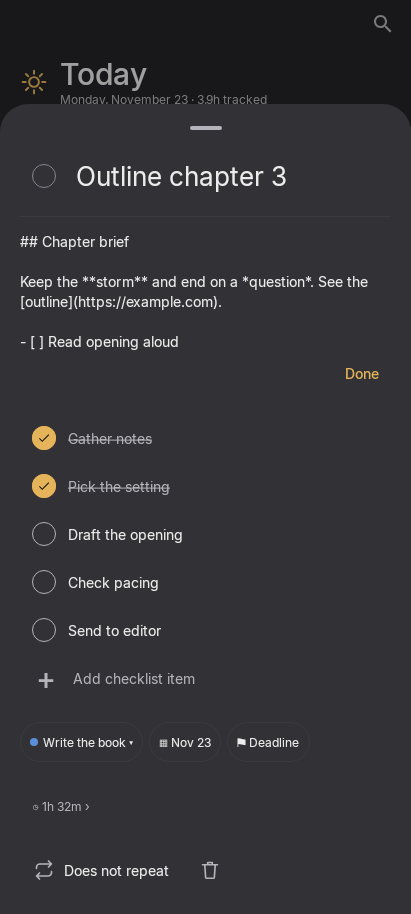 Today
Monday, November 23 · 3.9h tracked
Outline chapter 3
## Chapter brief
Keep the **storm** and end on a *question*. See the
[outline](https://example.com).
- [ ] Read opening aloud
Done
Gather notes
Pick the setting
Draft the opening
Check pacing
Send to editor
Add checklist item
Write the book Nov 23 Deadline
1h 32m ›
Does not repeat